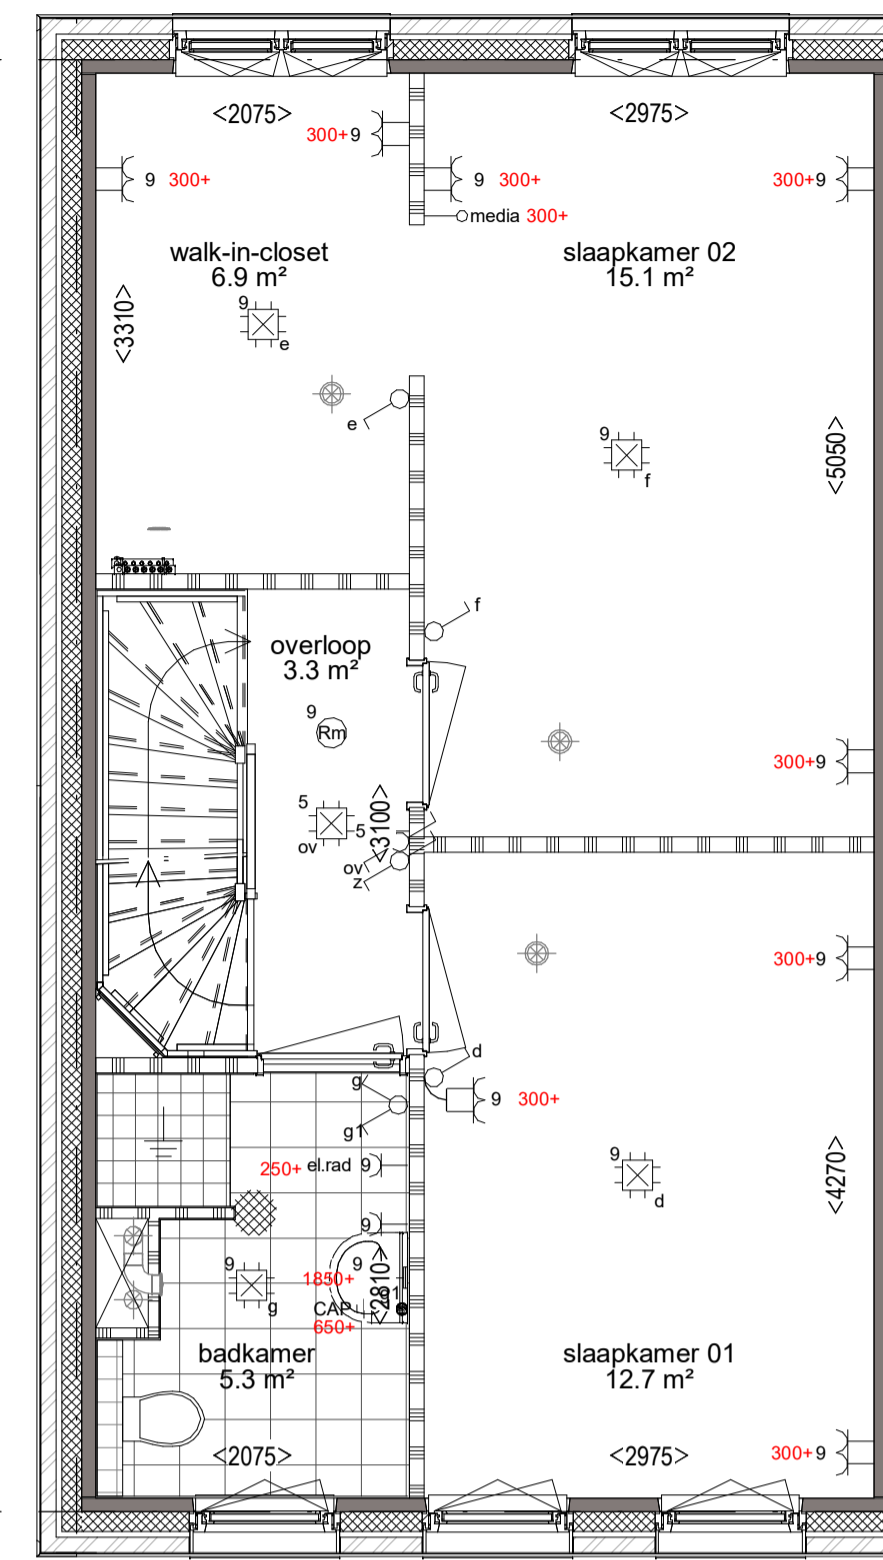 <2075>
<2975>
300+9
9 300+
9 300+
300+9
media 300+
walk-in-closet
6.9 m²
slaapkamer 02
15.1 m²
<3310>
9
e
e
<5050>
9
f
f
overloop
3.3 m²
9
Rm
300+9
5
5
ov
<3100>
ov
z
300+9
d
g
g1
9 300+
250+ el.rad 9
9
9
d
<4270>
9
9
g
1850+
<2810>
CAP
650+
badkamer
5.3 m²
slaapkamer 01
12.7 m²
<2075>
<2975>
300+9